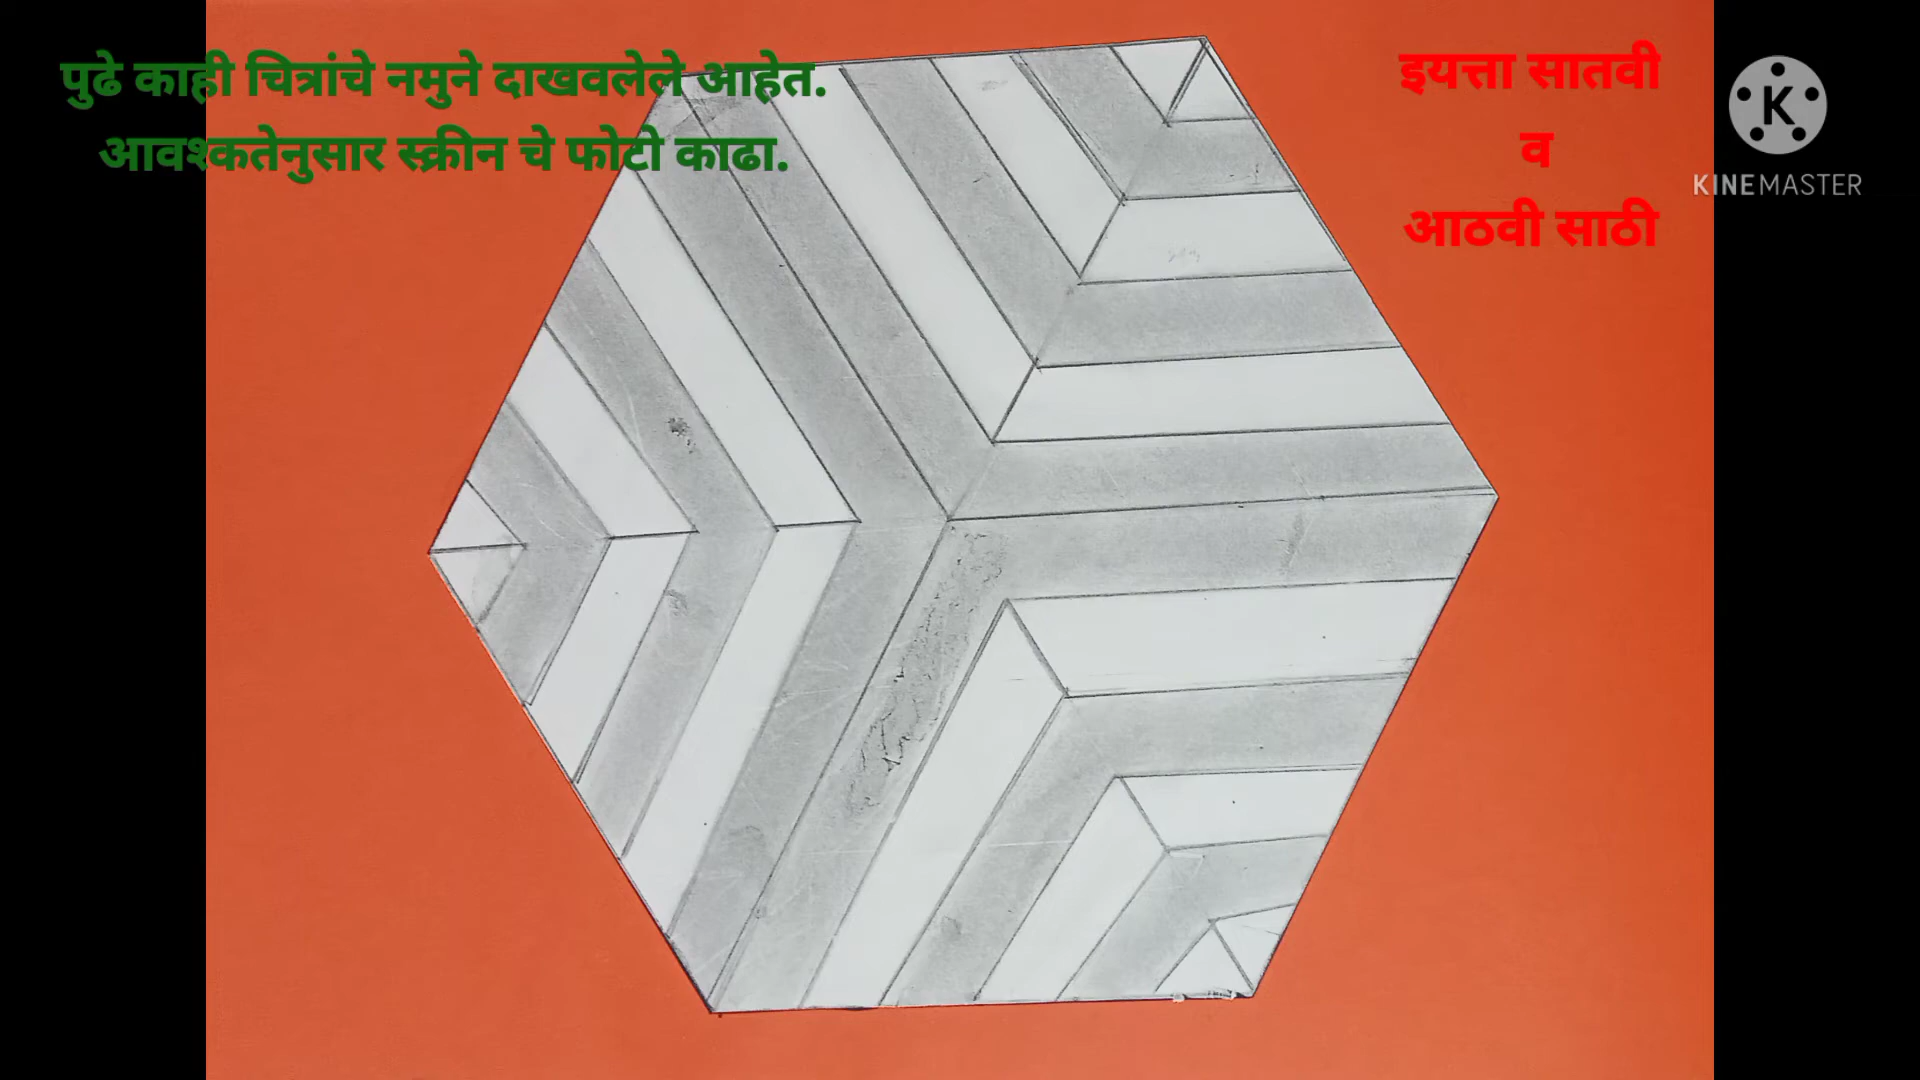 पुढे काही चित्रांचे नमुने दाखवलेले आहेत.
आवश्कतेनुसार स्क्रीन चे फोटो काढा.
इयत्ता सातवी
व
आठवी साठी
K
KINEMASTER